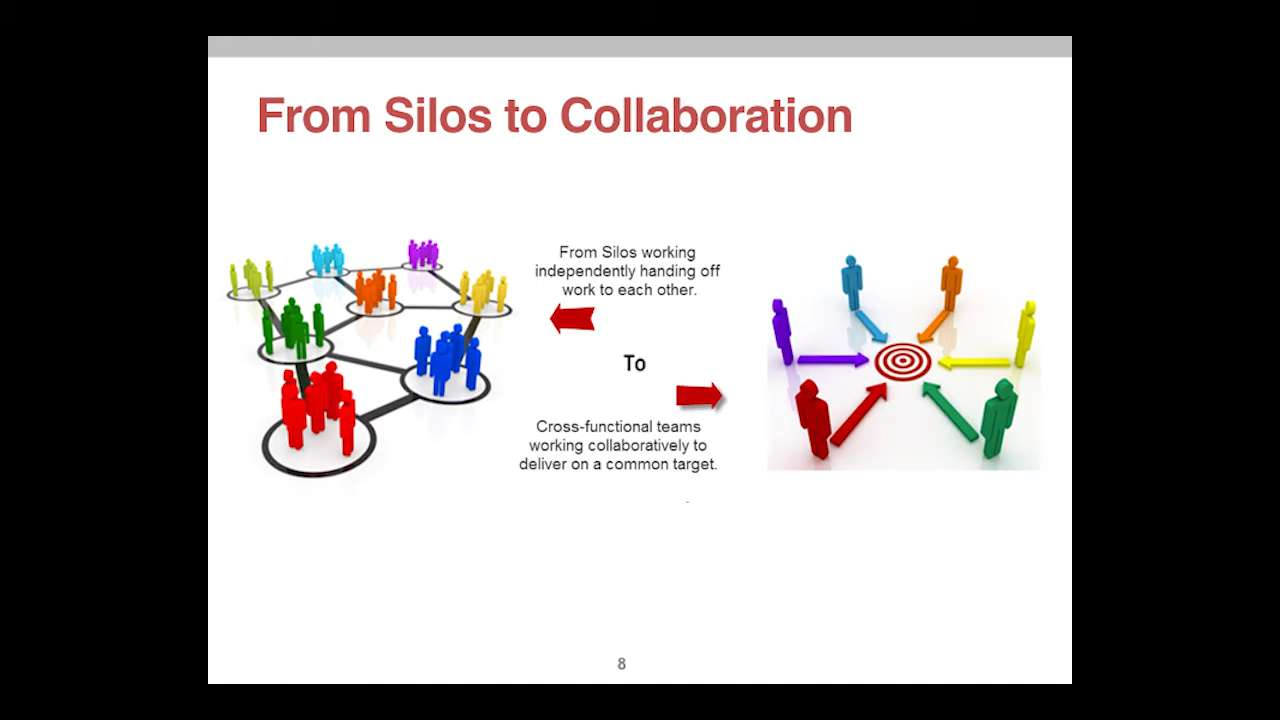 From Silos to Collaboration
From Silos working
independently handing off
work to each other.
To
Cross-functional teams
working collaboratively to
deliver on a common target.
8